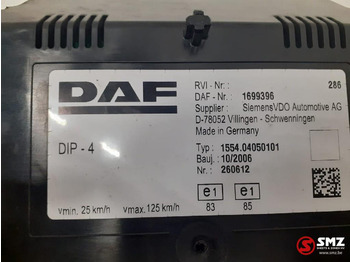 DAF
DIP - 4
RVI - Nr: 286
DAF - Nr: 1699396
Supplier : SiemensVDO Automotive AG
D-78052 Villingen - Schwenningen
Made in Germany
Typ : 1554.04050101
Bauj. : 10/2006
Nr: 260612
e1 e1
vmin. 25 km/h vmax.125 km/h 83 85
SMZ